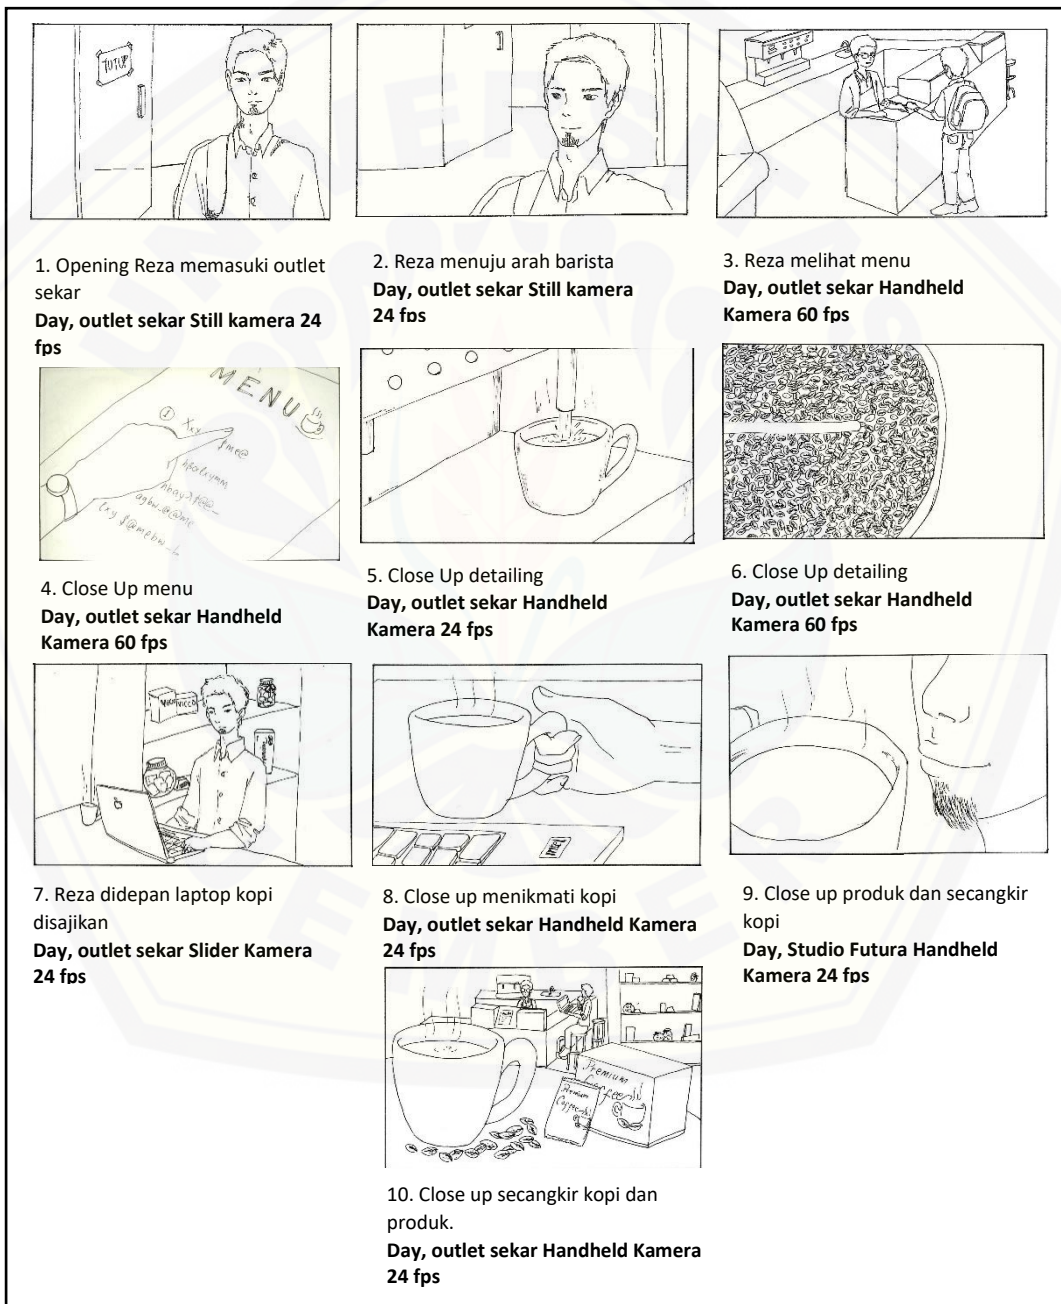 TUTUP
1. Opening Reza memasuki outlet
sekar
Day, outlet sekar Still kamera 24
fps
2. Reza menuju arah barista
Day, outlet sekar Still kamera
24 fps
3. Reza melihat menu
Day, outlet sekar Handheld
Kamera 60 fps
MENU
4. Close Up menu
Day, outlet sekar Handheld
Kamera 60 fps
5. Close Up detailing
Day, outlet sekar Handheld
Kamera 24 fps
6. Close Up detailing
Day, outlet sekar Handheld
Kamera 60 fps
7. Reza didepan laptop kopi
disajikan
Day, outlet sekar Slider Kamera
24 fps
8. Close up menikmati kopi
Day, outlet sekar Handheld Kamera
24 fps
9. Close up produk dan secangkir
kopi
Day, Studio Futura Handheld
Kamera 24 fps
Premium
Coffee
Premium
Coffee
10. Close up secangkir kopi dan
produk.
Day, outlet sekar Handheld Kamera
24 fps
UNIVERSITAS
JEMBER